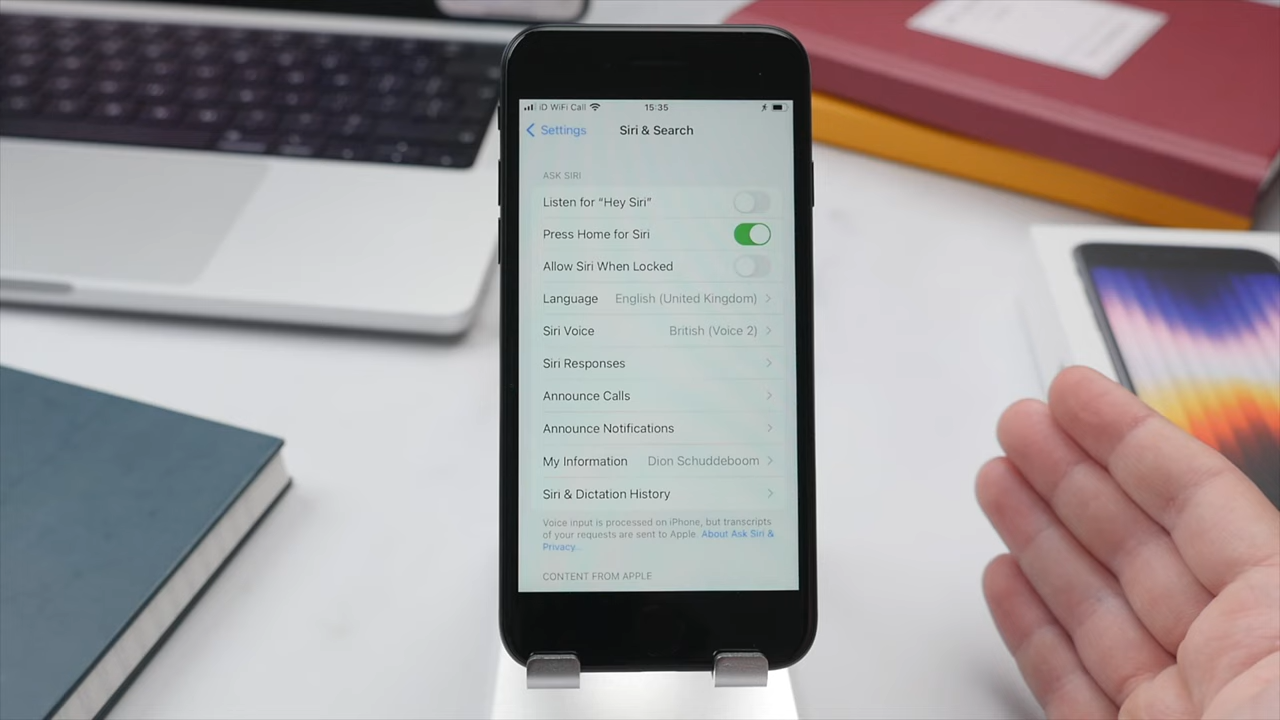 iD WiFi Call 15:35
Settings Siri & Search
ASK SIRI
Listen for “Hey Siri”
Press Home for Siri
Allow Siri When Locked
Language English (United Kingdom)
Siri Voice British (Voice 2)
Siri Responses
Announce Calls
Announce Notifications
My Information Dion Schuddeboom
Siri & Dictation History
Voice input is processed on iPhone, but transcripts
of your requests are sent to Apple. About Ask Siri &
Privacy...
CONTENT FROM APPLE